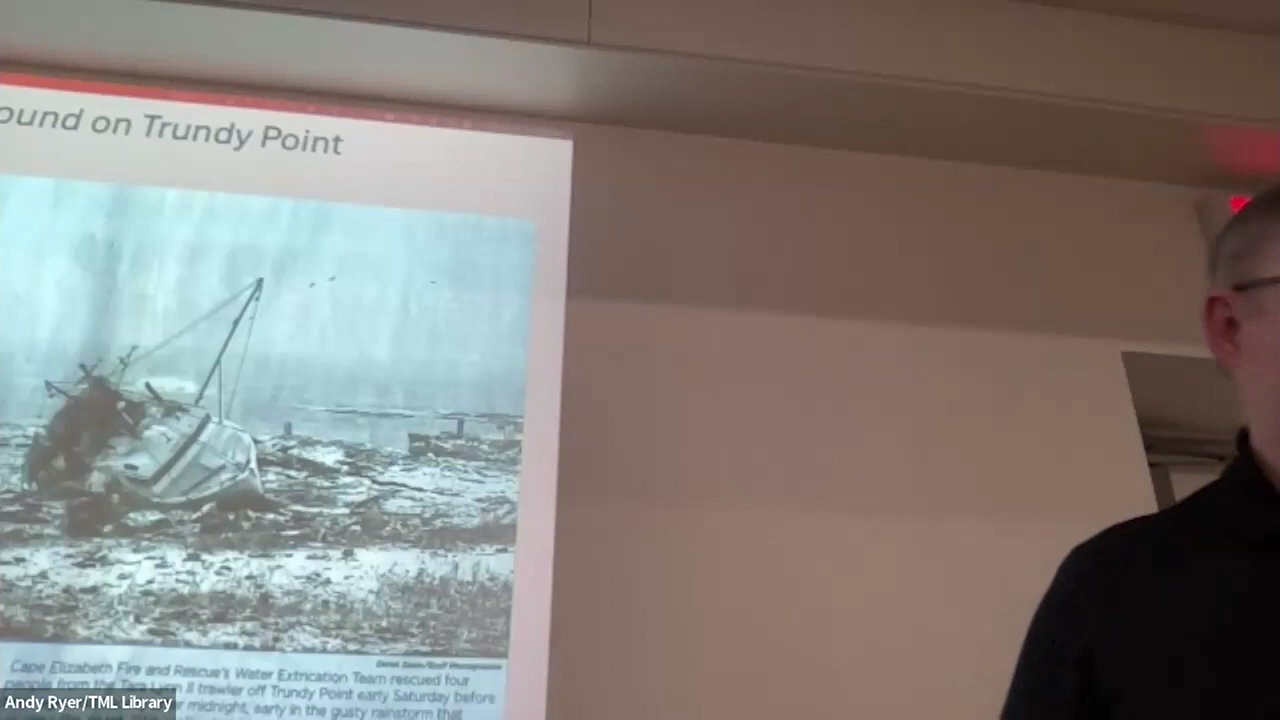 ound on Trundy Point
Cape Elizabeth Fire and Rescue's Water Extrication Team rescued four
people from the Tara Lynn II trawler off Trundy Point early Saturday before
r midnight, early in the gusty rainstorm that
Andy Ryer/TML Library